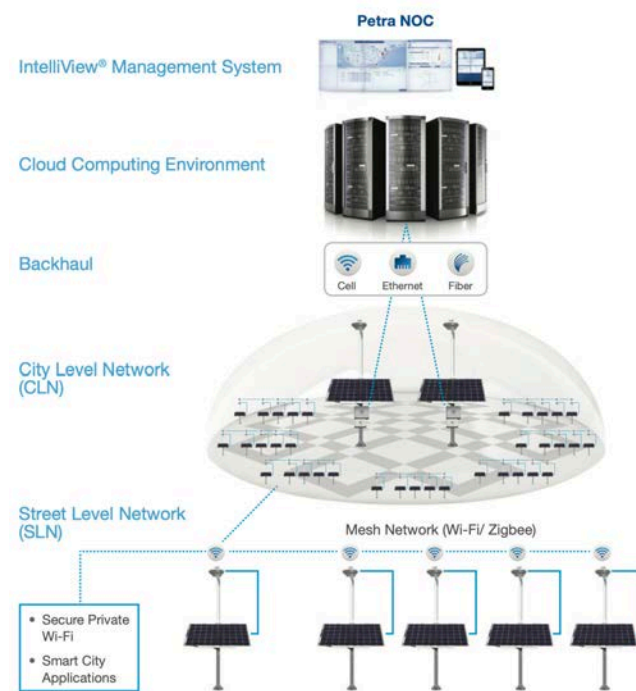 Petra NOC
IntelliView® Management System
Cloud Computing Environment
Backhaul
Cell
Ethernet
Fiber
City Level Network
(CLN)
Street Level Network
(SLN)
Mesh Network (Wi-Fi/ Zigbee)
• Secure Private
Wi-Fi
• Smart City
Applications